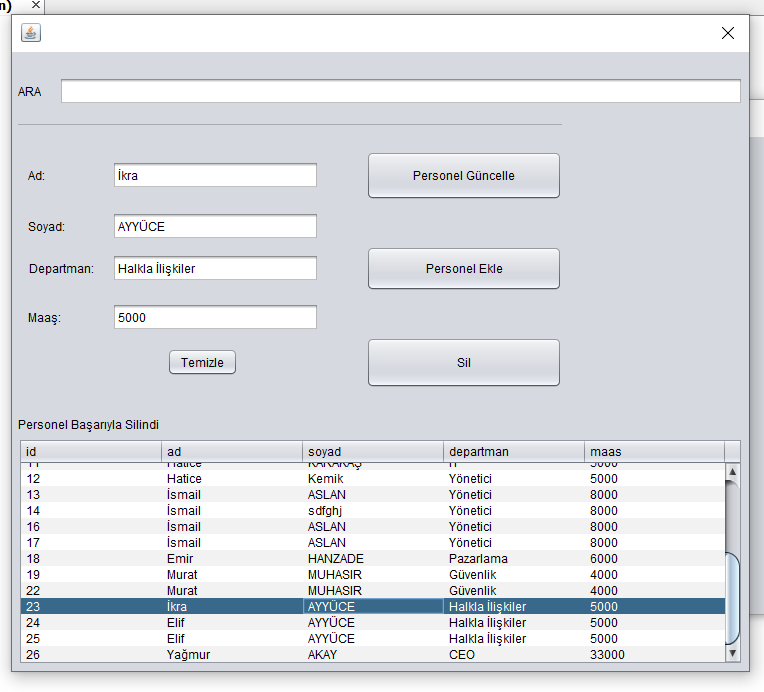 n)
ARA
Ad: İkra Personel Güncelle
Soyad: AYYÜCE
Departman: Halkla İlişkiler Personel Ekle
Maaş: 5000
Temizle Sil
Personel Başarıyla Silindi
id ad soyad departman maas
11 Hatice KARAKAŞ IT 5000
12 Hatice Kemik Yönetici 5000
13 İsmail ASLAN Yönetici 8000
14 İsmail sdfghj Yönetici 8000
16 İsmail ASLAN Yönetici 8000
17 İsmail ASLAN Yönetici 8000
18 Emir HANZADE Pazarlama 6000
19 Murat MUHASIR Güvenlik 4000
22 Murat MUHASIR Güvenlik 4000
23 İkra AYYÜCE Halkla İlişkiler 5000
24 Elif AYYÜCE Halkla İlişkiler 5000
25 Elif AYYÜCE Halkla İlişkiler 5000
26 Yağmur AKAY CEO 33000